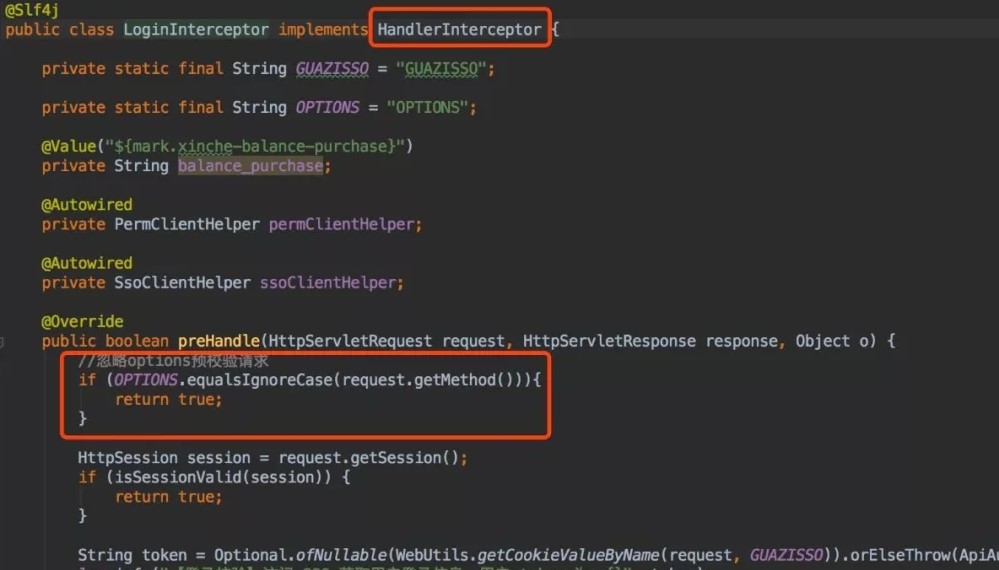 @Slf4j
public class LoginInterceptor implements HandlerInterceptor {
private static final String GUAZISSO = "GUAZISSO";
private static final String OPTIONS = "OPTIONS";
@Value("${mark.xinche-balance-purchase}")
private String balance_purchase;
@Autowired
private PermClientHelper permClientHelper;
@Autowired
private SsoClientHelper ssoClientHelper;
@Override
public boolean preHandle(HttpServletRequest request, HttpServletResponse response, Object o) {
//忽略options预校验请求
if (OPTIONS.equalsIgnoreCase(request.getMethod())){
return true;
}
HttpSession session = request.getSession();
if (isSessionValid(session)) {
return true;
}
String token = Optional.ofNullable(WebUtils.getCookieValueByName(request, GUAZISSO)).orElseThrow(ApiAu